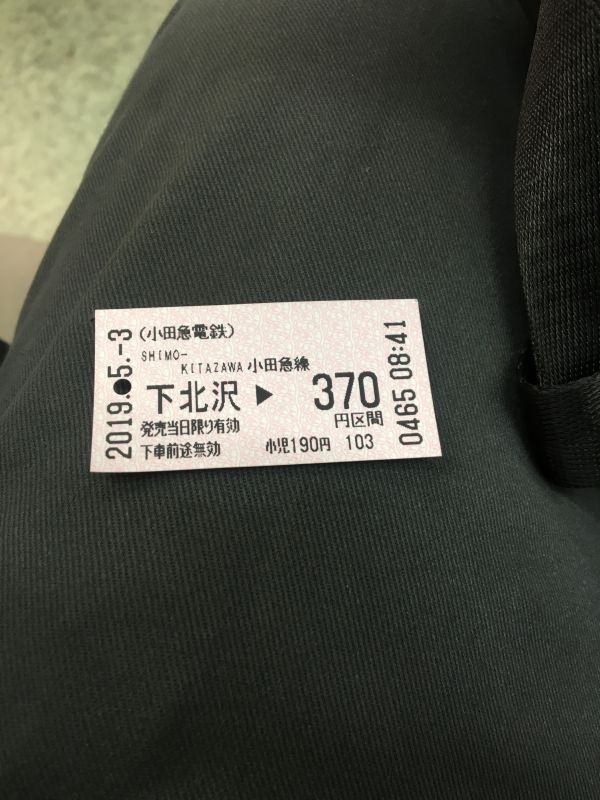 2019.-5.-3
(小田急電鉄)
SHIMO-
KITAZAWA 小田急線
下北沢 ▶ 370
円区間
発売当日限り有効
下車前途無効 小児190円 103
0465 08:41